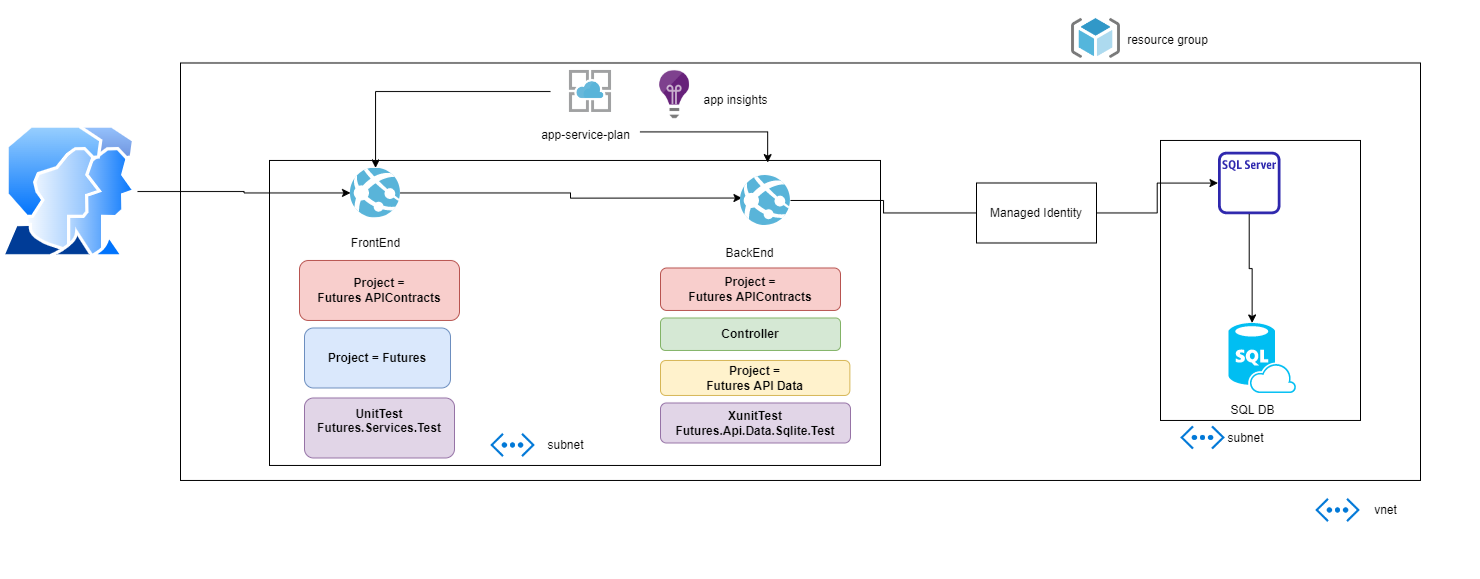 resource group
app insights
app-service-plan
SQL Server
Managed Identity
FrontEnd
BackEnd
Project =
Futures APIContracts
Project =
Futures APIContracts
Controller
Project = Futures
SQL
Project =
Futures API Data
SQL DB
UnitTest
Futures.Services.Test
XunitTest
Futures.Api.Data.Sqlite.Test
subnet
subnet
vnet